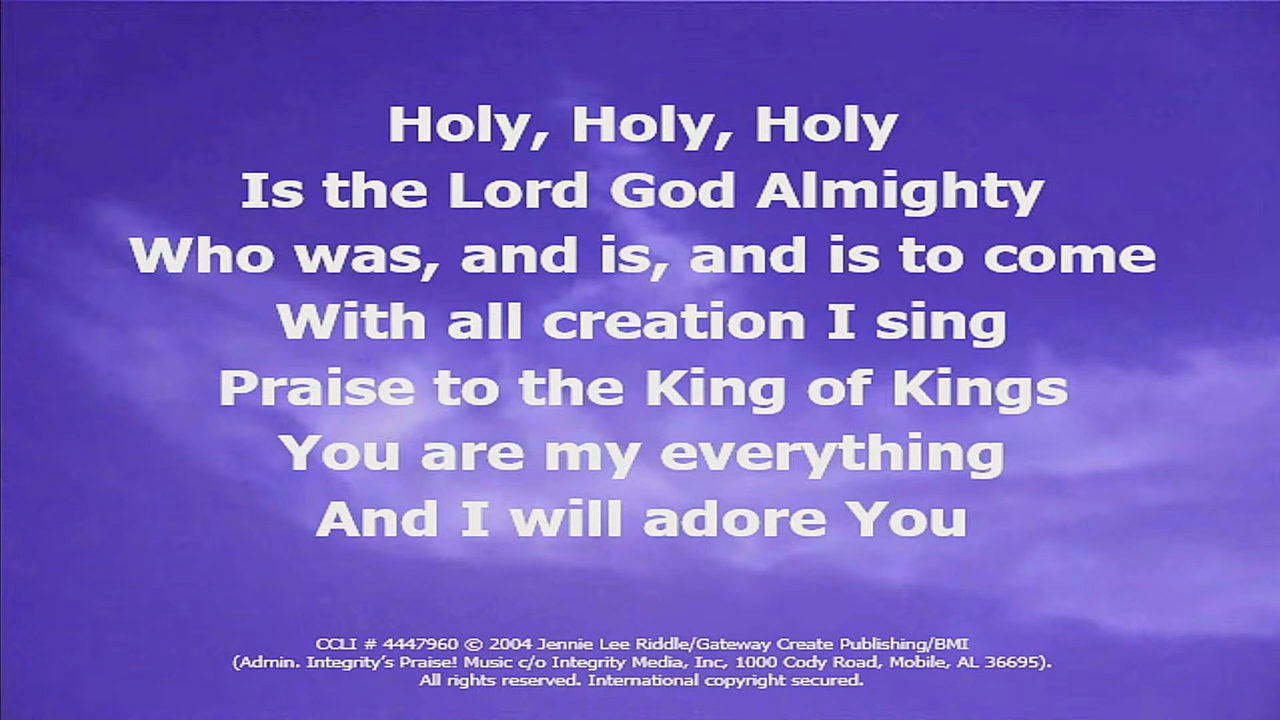 Holy, Holy, Holy
Is the Lord God Almighty
Who was, and is, and is to come
With all creation I sing
Praise to the King of Kings
You are my everything
And I will adore You
CCLI # 4447960 © 2004 Jennie Lee Riddle/Gateway Create Publishing/BMI
(Admin. Integrity's Praise! Music c/o Integrity Media, Inc, 1000 Cody Road, Mobile, AL 36695).
All rights reserved. International copyright secured.